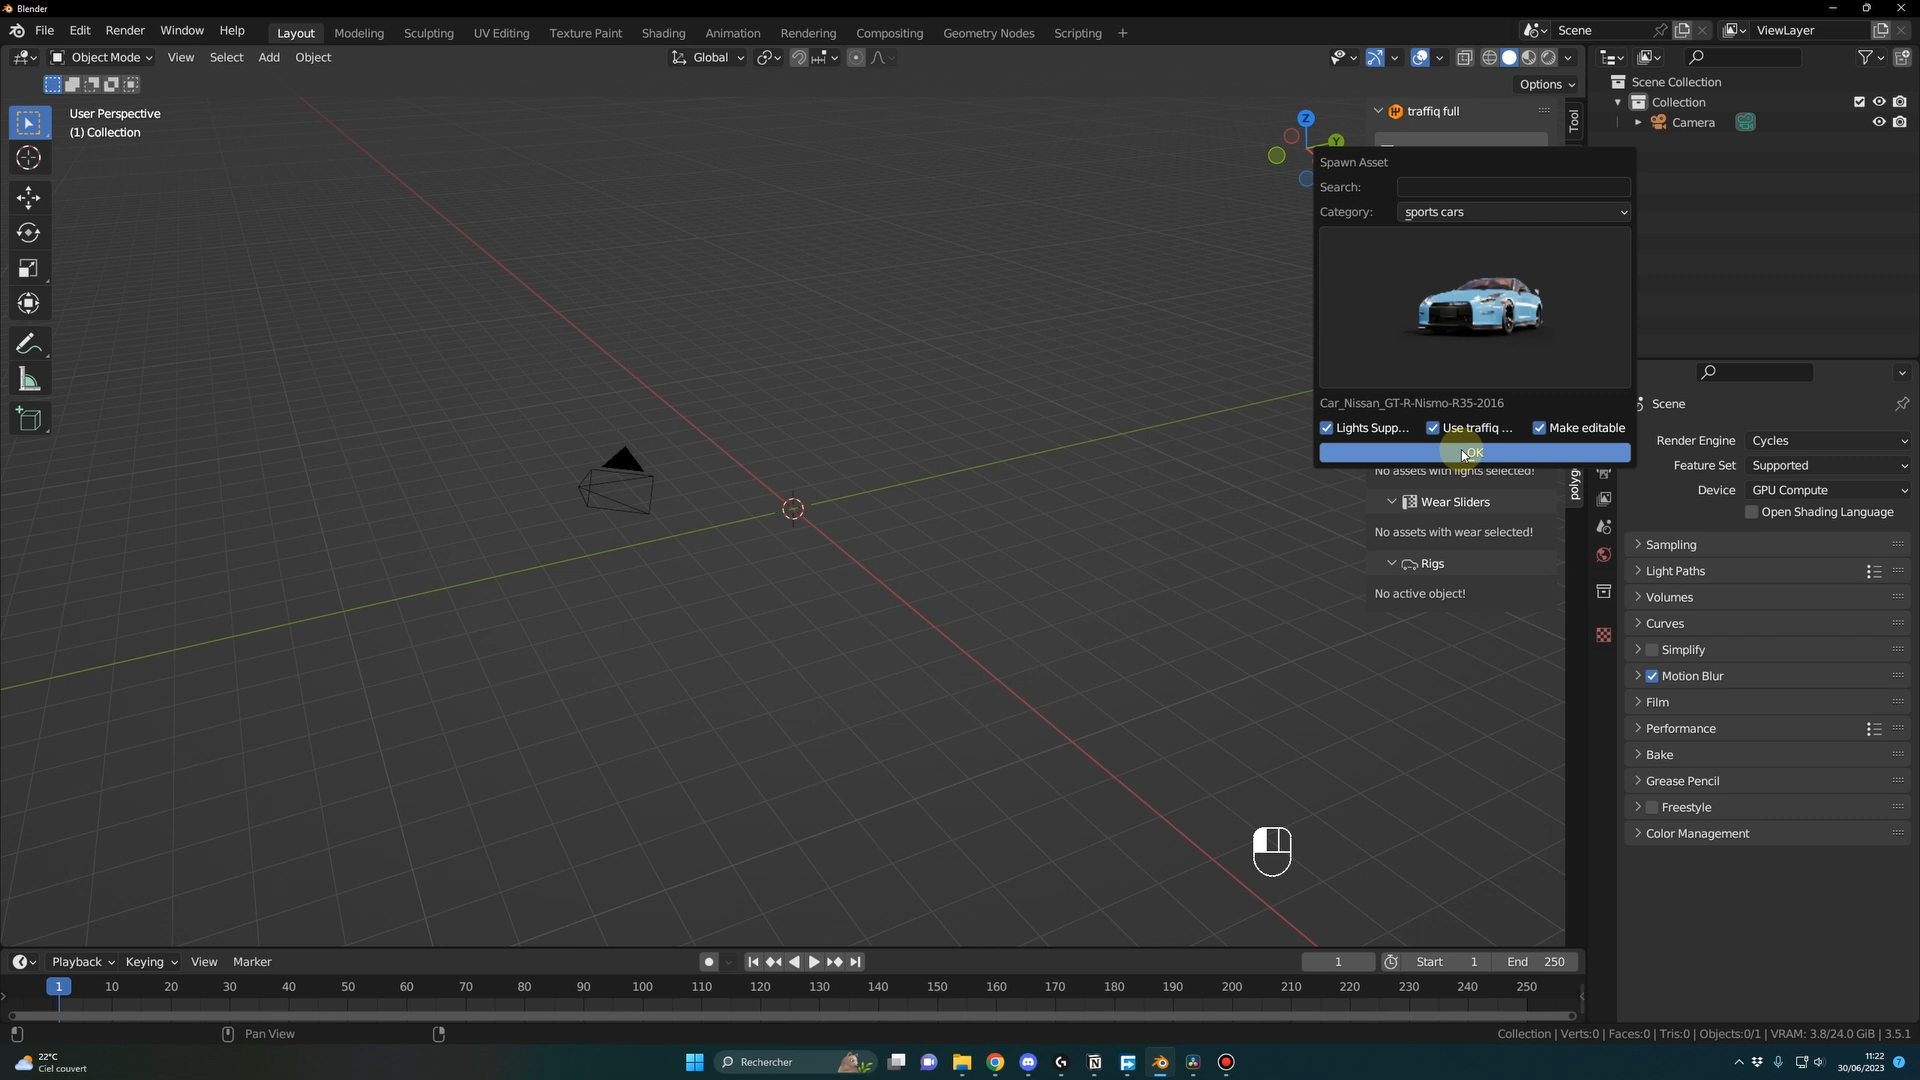 Blender
File Edit Render Window Help
Layout Modeling Sculpting UV Editing Texture Paint Shading Animation Rendering Compositing Geometry Nodes Scripting +
Scene
ViewLayer
Object Mode View Select Add Object
Global
Options
User Perspective
(1) Collection
Z
Y
traffiq full
Tool
Scene Collection
Collection
Camera
Spawn Asset
Search:
Category: sports cars
Car_Nissan_GT-R-Nismo-R35-2016
Lights Supp... Use traffiq ... Make editable
OK
No assets with lights selected!
Wear Sliders
No assets with wear selected!
Rigs
No active object!
Scene
Render Engine Cycles
Feature Set Supported
Device GPU Compute
Open Shading Language
Sampling
Light Paths
Volumes
Curves
Simplify
Motion Blur
Film
Performance
Bake
Grease Pencil
Freestyle
Color Management
Playback Keying View Marker
1 Start 1 End 250
1 10 20 30 40 50 60 70 80 90 100 110 120 130 140 150 160 170 180 190 200 210 220 230 240 250
Pan View
Collection | Verts:0 | Faces:0 | Tris:0 | Objects:0/1 | VRAM: 3.8/24.0 GiB | 3.5.1
22°C
Ciel couvert
Rechercher
11:22
30/06/2023
7